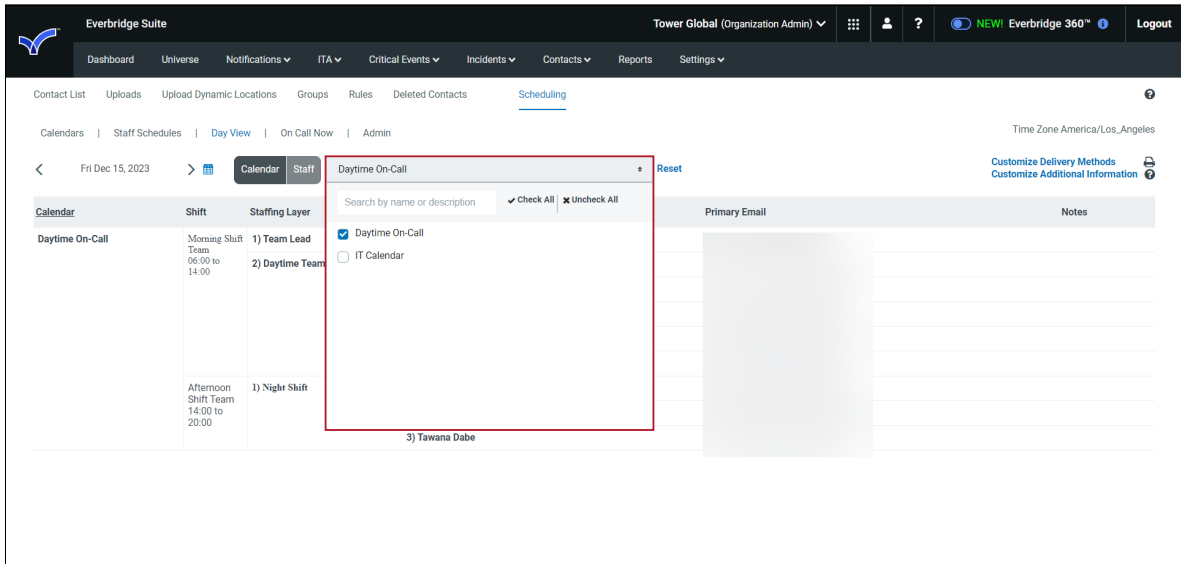 Everbridge Suite
Tower Global (Organization Admin)
?
NEW! Everbridge 360™
Logout
Dashboard Universe Notifications ITA Critical Events Incidents Contacts Reports Settings
Contact List Uploads Upload Dynamic Locations Groups Rules Deleted Contacts Scheduling
Calendars | Staff Schedules | Day View | On Call Now | Admin
Time Zone America/Los_Angeles
Fri Dec 15, 2023
Calendar Staff
Daytime On-Call
Reset
Customize Delivery Methods
Customize Additional Information
Search by name or description
Check All
Uncheck All
Daytime On-Call
IT Calendar
Calendar Shift Staffing Layer Primary Email Notes
Daytime On-Call
Morning Shift
Team
06:00 to
14:00
1) Team Lead
2) Daytime Team
Afternoon
Shift Team
14:00 to
20:00
1) Night Shift
3) Tawana Dabe